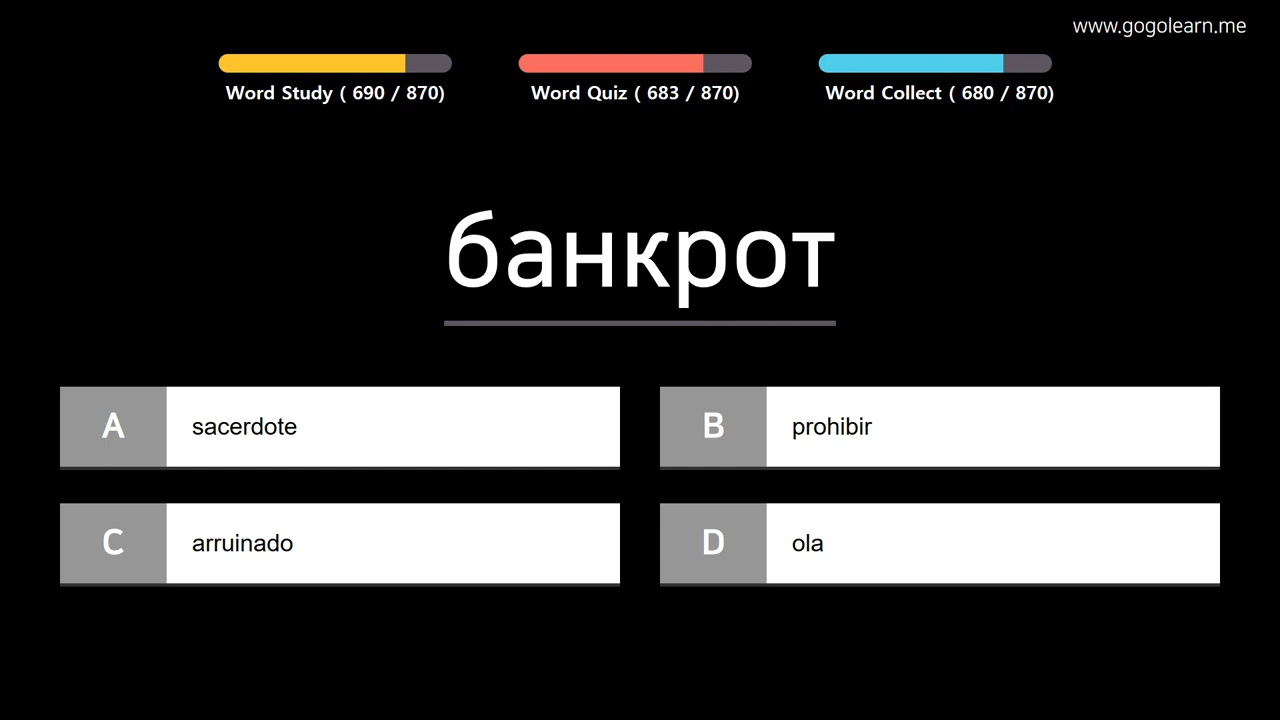 www.gogolearn.me
Word Study ( 690 / 870)
Word Quiz ( 683 / 870)
Word Collect ( 680 / 870)
банкрот
A sacerdote
B prohibir
C arruinado
D ola